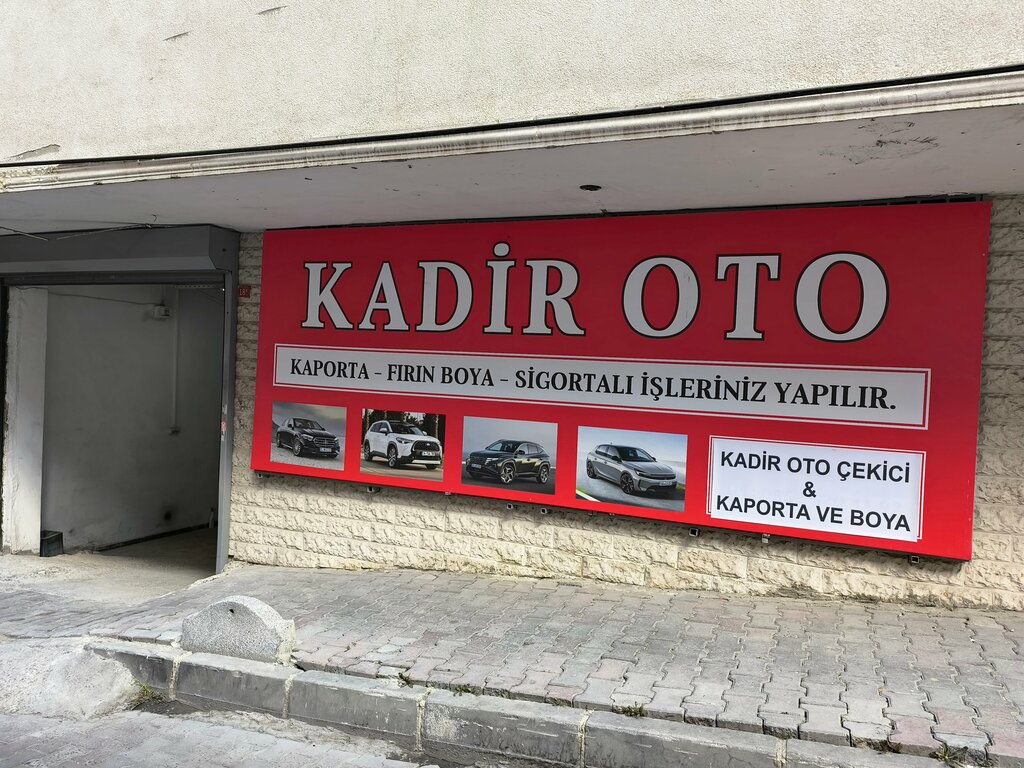 KADİR OTO
KAPORTA - FIRIN BOYA - SİGORTALI İŞLERİNİZ YAPILIR.
KADİR OTO ÇEKİCİ
&
KAPORTA VE BOYA